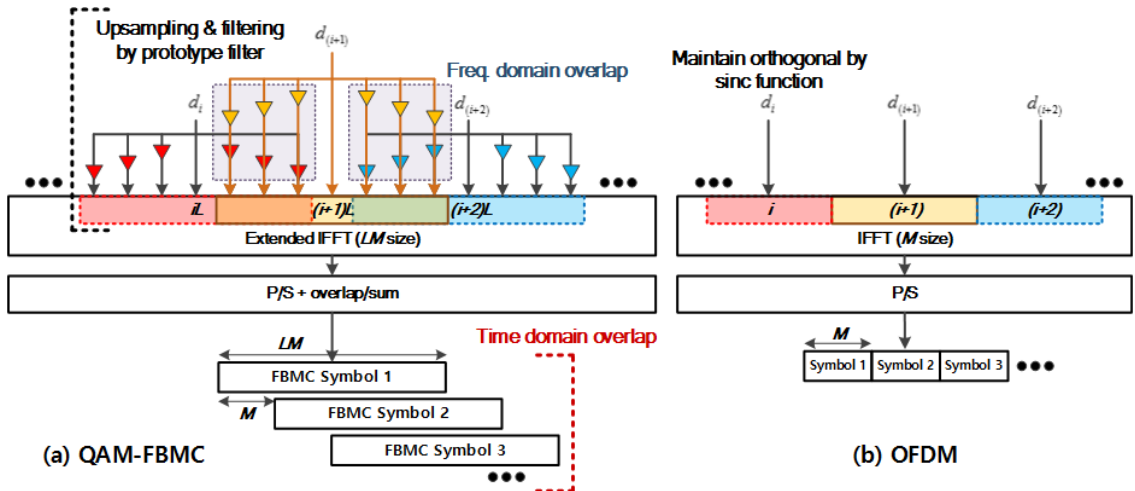 Upsampling & filtering
by prototype filter
d(i+1)
Freq. domain overlap
di
d(i+2)
iL
(i+1)L
(i+2)L
Extended IFFT (LM size)
P/S + overlap/sum
LM
Time domain overlap
FBMC Symbol 1
M
FBMC Symbol 2
FBMC Symbol 3
(a) QAM-FBMC
Maintain orthogonal by
sinc function
di
d(i+1)
d(i+2)
i
(i+1)
(i+2)
IFFT (M size)
P/S
M
Symbol 1 Symbol 2 Symbol 3
(b) OFDM